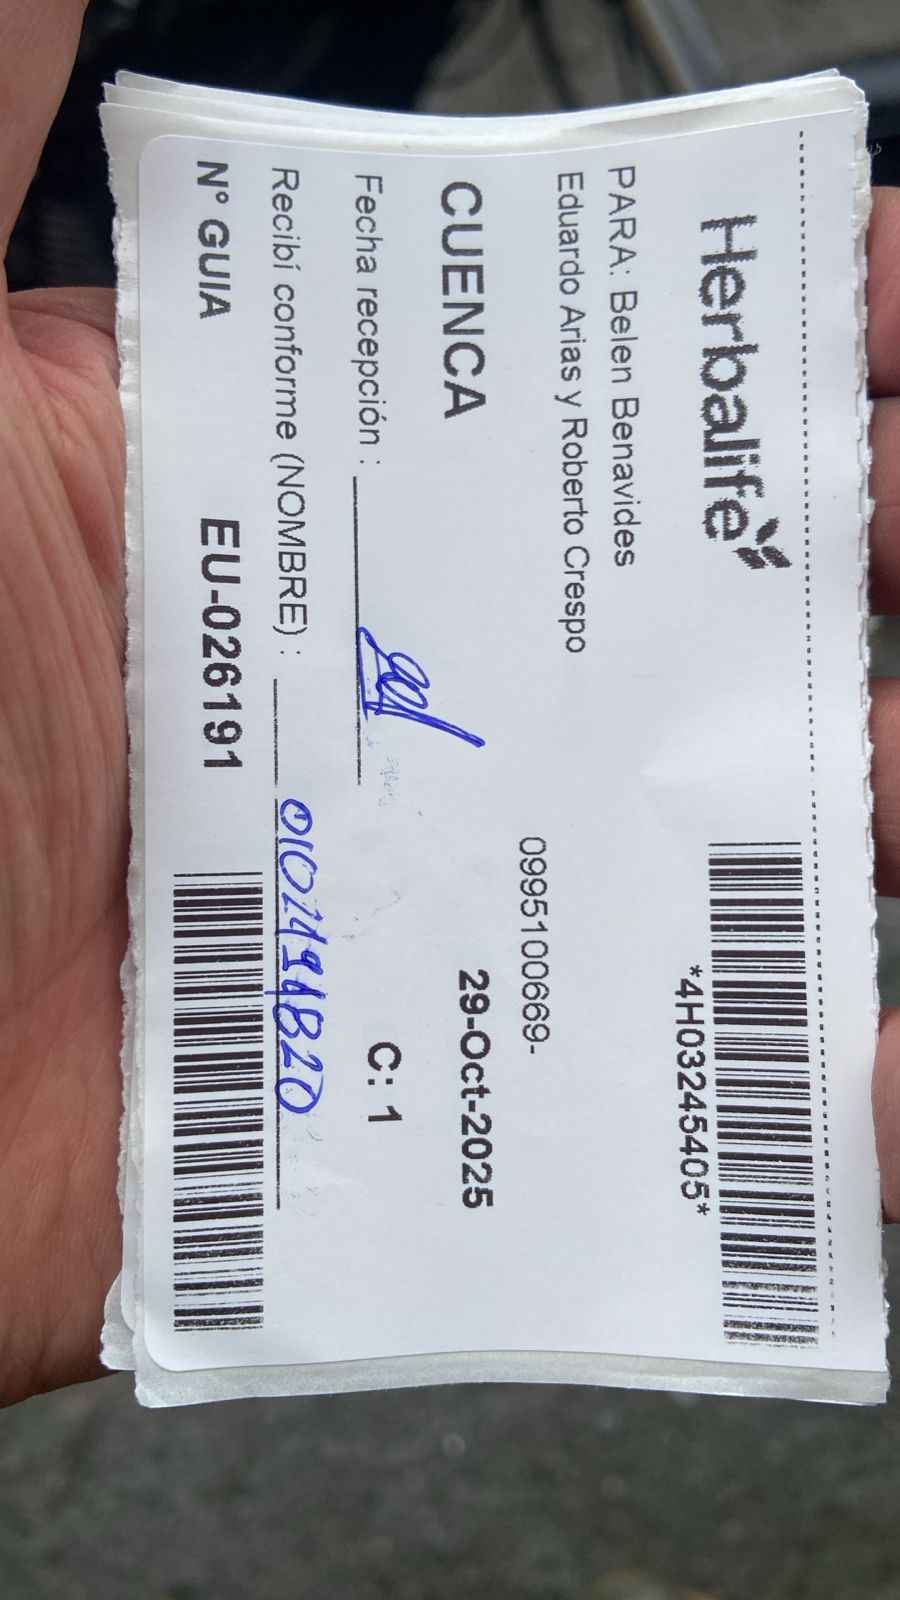 Herbalife
*4H03245405*
PARA: Belen Benavides
Eduardo Arias y Roberto Crespo
0995100669-
CUENCA 29-Oct-2025
Fecha recepción : C: 1
Recibí conforme (NOMBRE) :
N° GUIA EU-026191